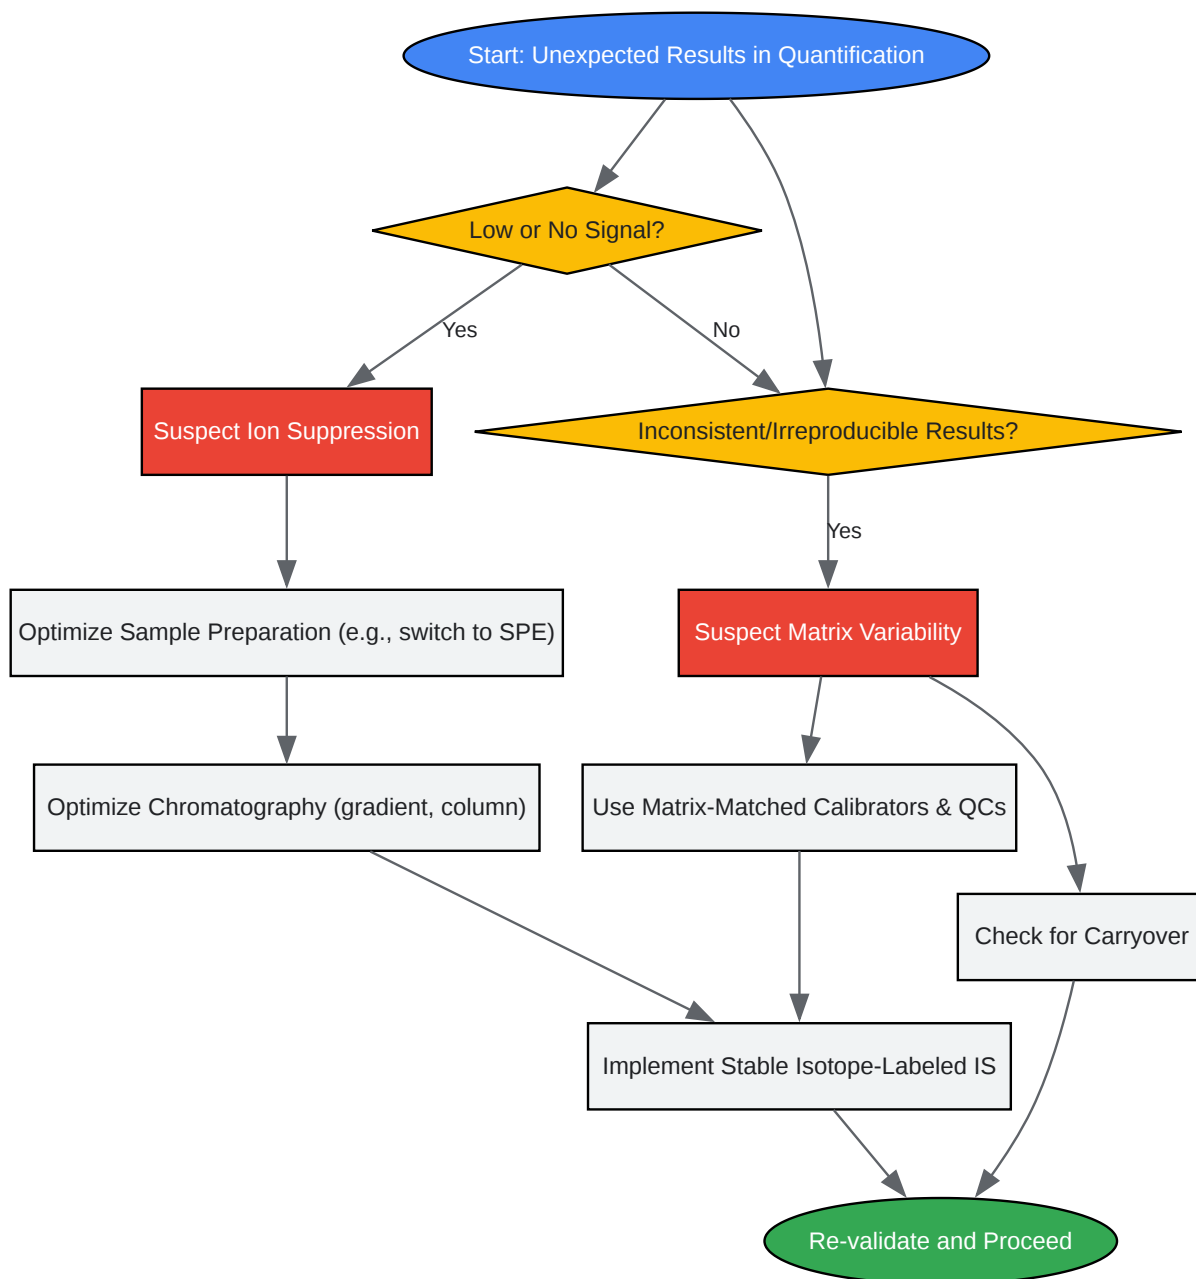 Start: Unexpected Results in Quantification
Low or No Signal?
Yes
No
Suspect Ion Suppression
Inconsistent/Irreproducible Results?
Yes
Optimize Sample Preparation (e.g., switch to SPE)
Suspect Matrix Variability
Optimize Chromatography (gradient, column)
Use Matrix-Matched Calibrators & QCs
Check for Carryover
Implement Stable Isotope-Labeled IS
Re-validate and Proceed